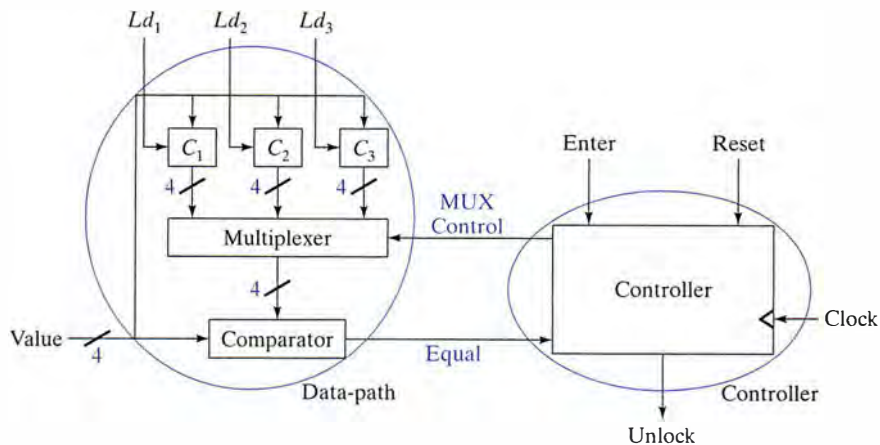 Ld1 Ld2 Ld3
C1 C2 C3
4 4 4
Enter Reset
MUX
Control
Multiplexer
4
Controller
Value 4
Comparator
Equal
Clock
Data-path
Controller
Unlock